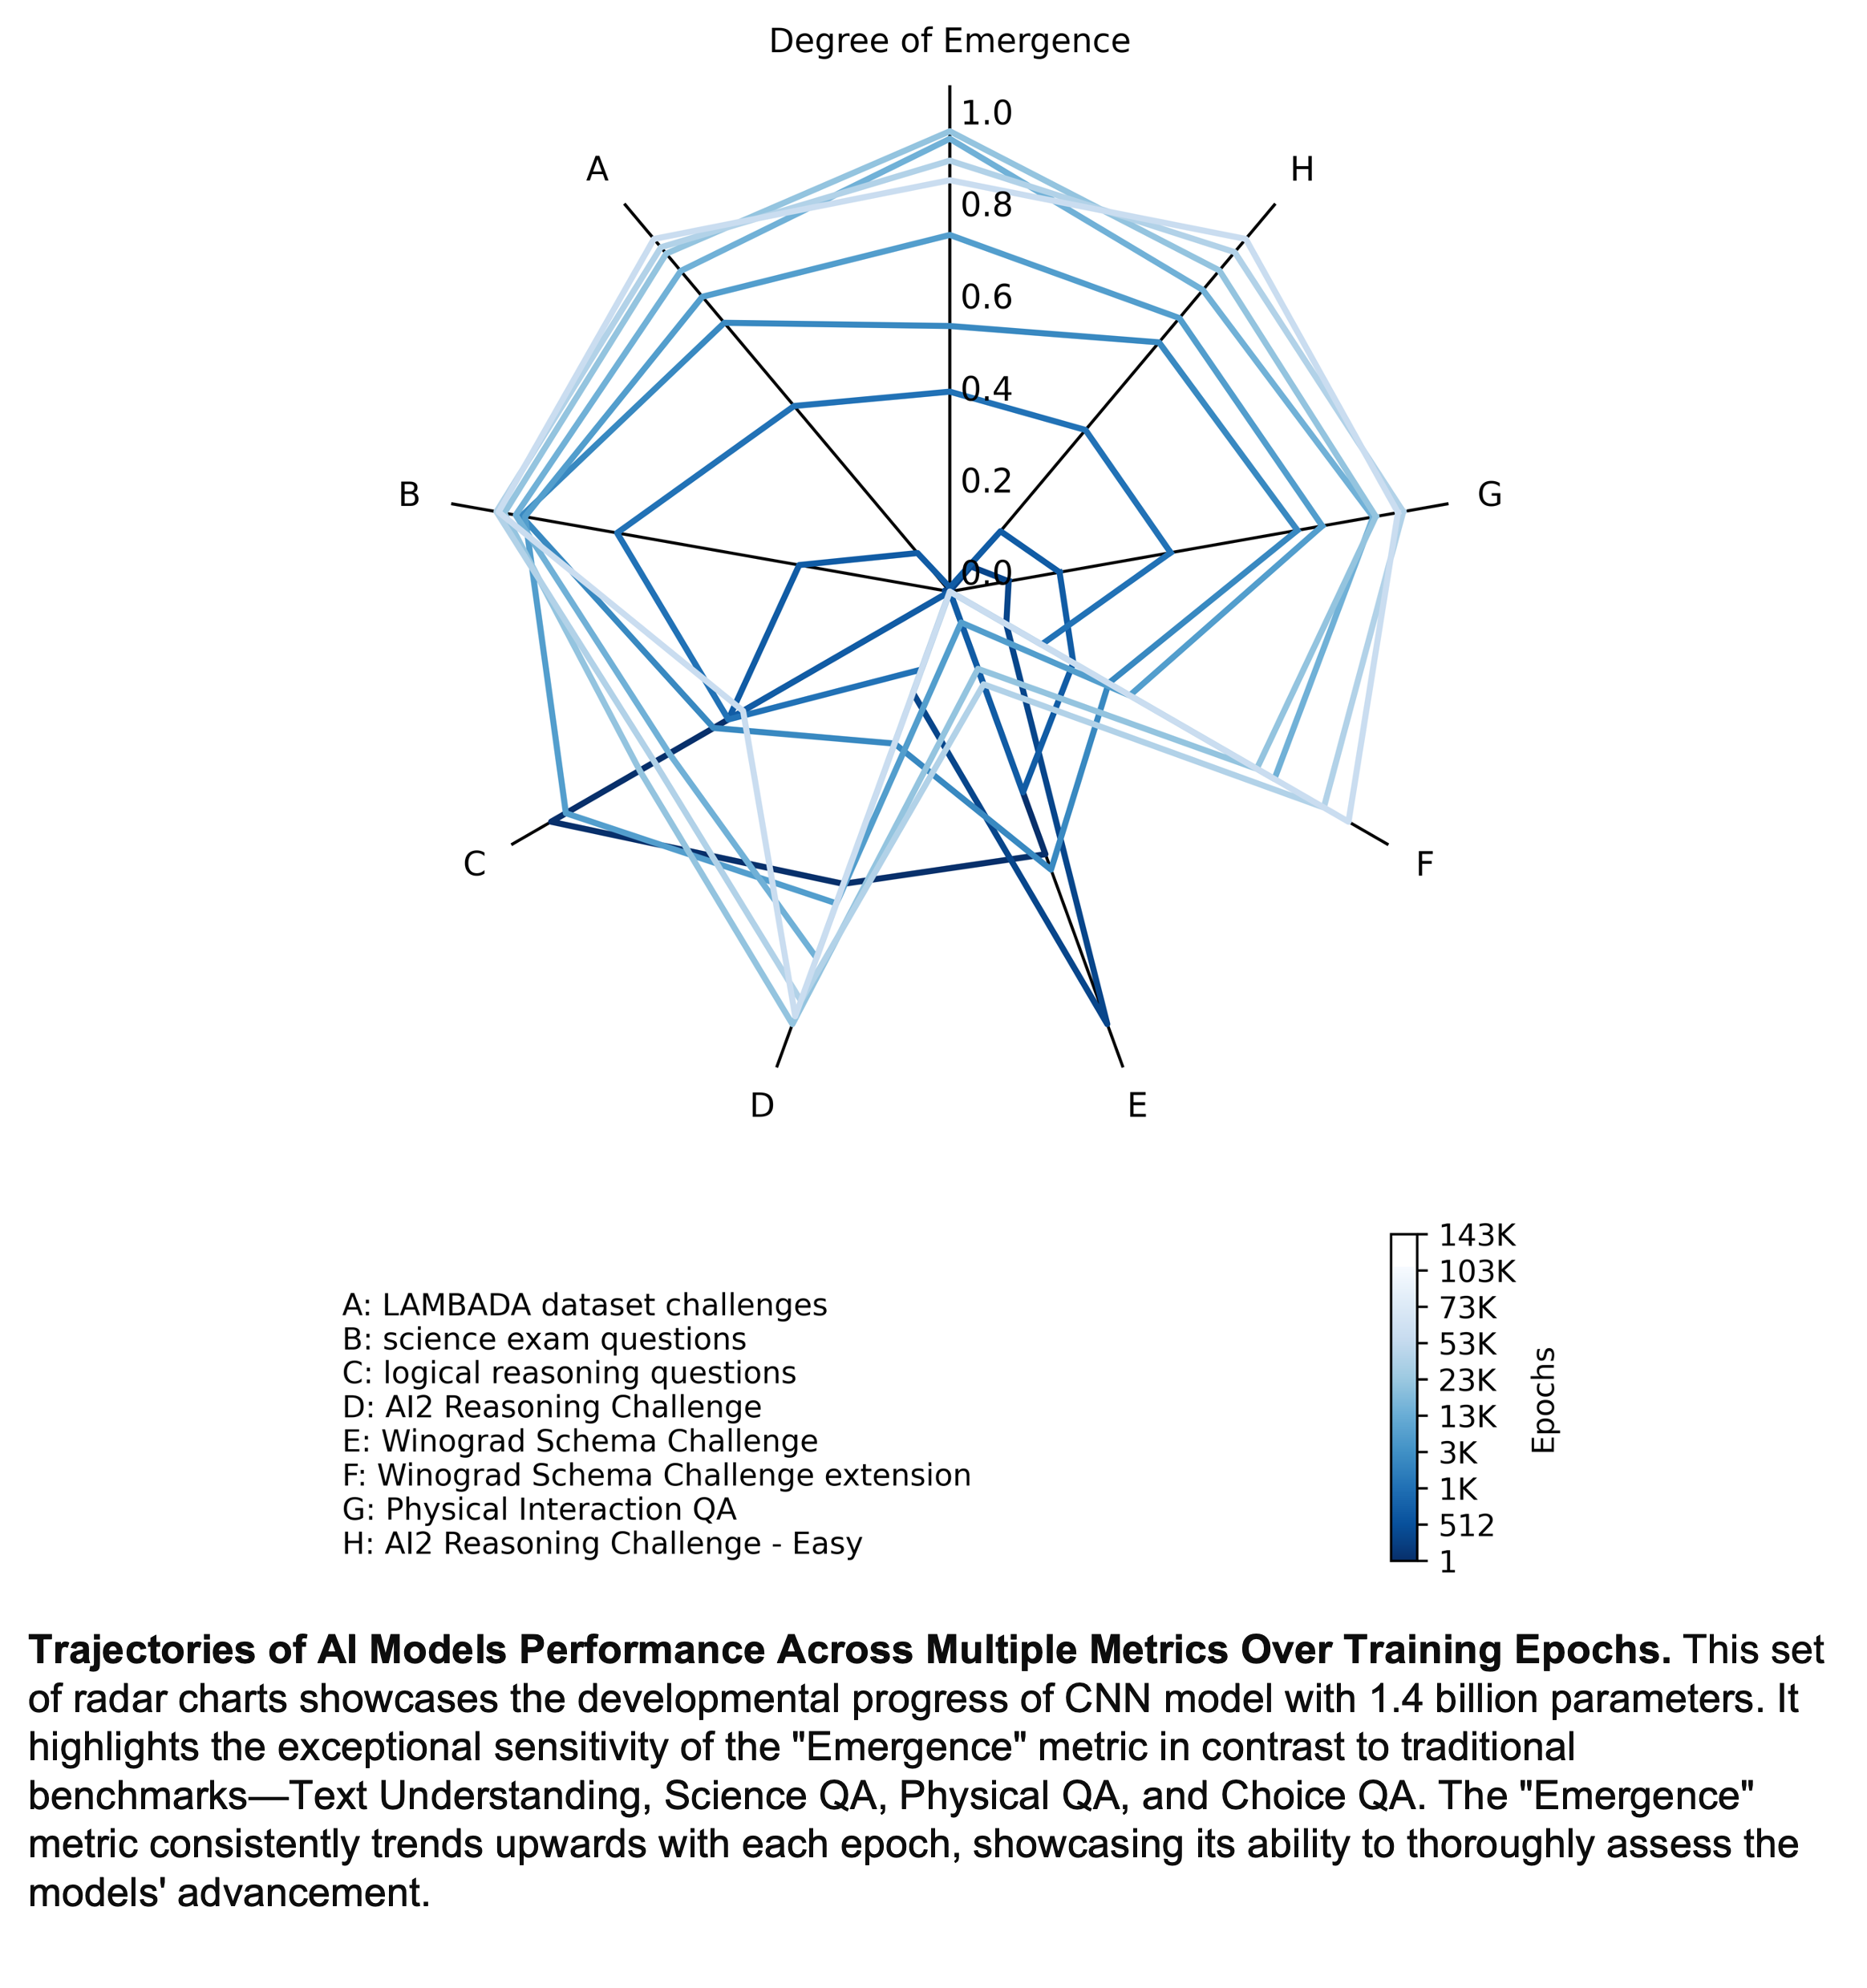 Degree of Emergence
1.0
A
H
0.8
0.6
0.4
B
G
0.2
0.0
C
F
D
E
143K
103K
73K
53K
23K
13K
3K
1K
512
1
Epochs
A: LAMBADA dataset challenges
B: science exam questions
C: logical reasoning questions
D: AI2 Reasoning Challenge
E: Winograd Schema Challenge
F: Winograd Schema Challenge extension
G: Physical Interaction QA
H: AI2 Reasoning Challenge - Easy
Trajectories of AI Models Performance Across Multiple Metrics Over Training Epochs. This set
of radar charts showcases the developmental progress of CNN model with 1.4 billion parameters. It
highlights the exceptional sensitivity of the "Emergence" metric in contrast to traditional
benchmarks—Text Understanding, Science QA, Physical QA, and Choice QA. The "Emergence"
metric consistently trends upwards with each epoch, showcasing its ability to thoroughly assess the
models' advancement.